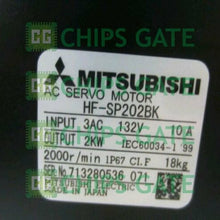 CHIPS GATE
MITSUBISHI
AC SERVO MOTOR
HF-SP202BK
INPUT 3AC 132V 10A
OUTPUT 2KW IEC60034-1 99
2000r/min IP67 CI.F 18kg
SER.No.713280536 071
MITSUBISHI ELECTRIC
MADE IN JAPAN